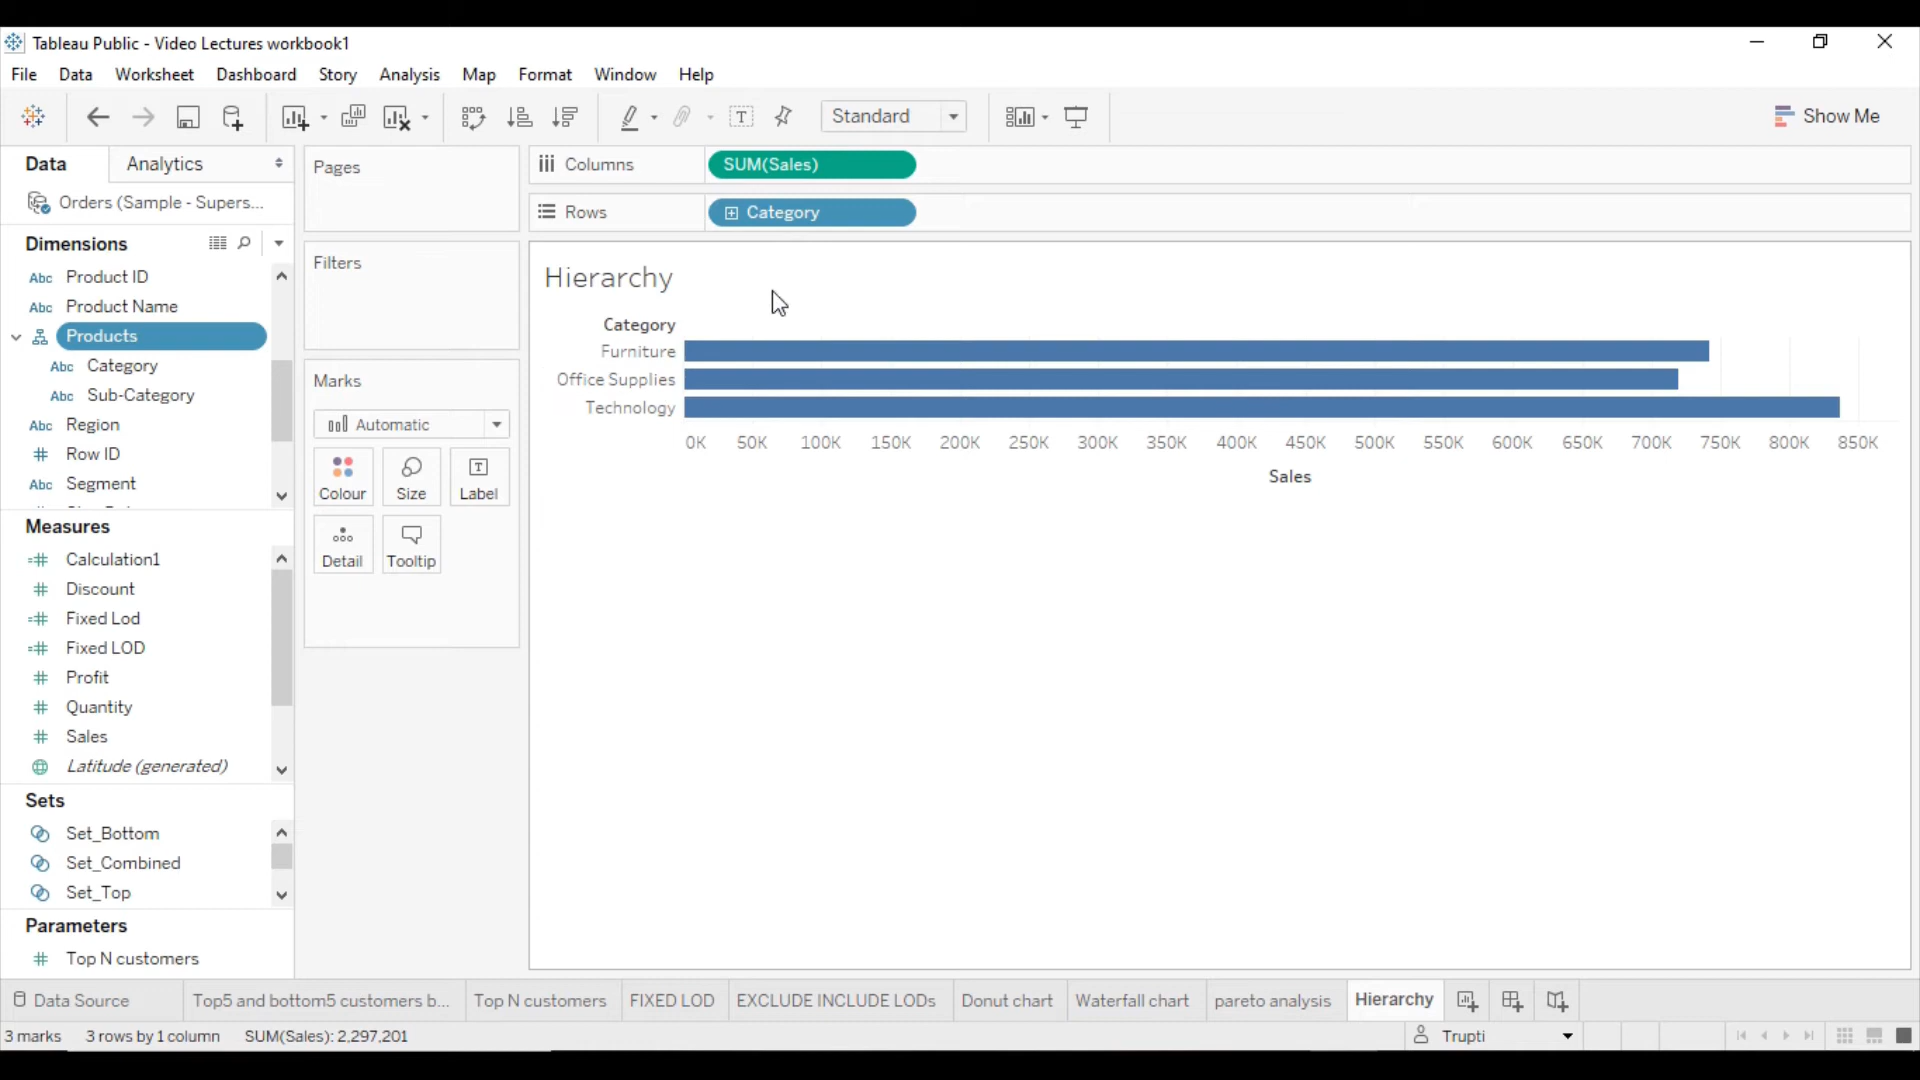 Tableau Public - Video Lectures workbook1
File Data Worksheet Dashboard Story Analysis Map Format Window Help
Standard
Show Me
Data Analytics
Orders (Sample - Supers...
Dimensions
Abc Product ID
Abc Product Name
Products
Abc Category
Abc Sub-Category
Abc Region
# Row ID
Abc Segment
Measures
=# Calculation1
# Discount
=# Fixed Lod
=# Fixed LOD
# Profit
# Quantity
# Sales
Latitude (generated)
Sets
Set_Bottom
Set_Combined
Set_Top
Parameters
# Top N customers
Pages
Filters
Marks
Automatic
Colour Size Label
Detail Tooltip
Columns SUM(Sales)
Rows Category
Hierarchy
Category
Furniture
Office Supplies
Technology
0K 50K 100K 150K 200K 250K 300K 350K 400K 450K 500K 550K 600K 650K 700K 750K 800K 850K
Sales
Data Source Top5 and bottom5 customers b... Top N customers FIXED LOD EXCLUDE INCLUDE LODs Donut chart Waterfall chart pareto analysis Hierarchy
3 marks 3 rows by 1 column SUM(Sales): 2,297,201 Trupti